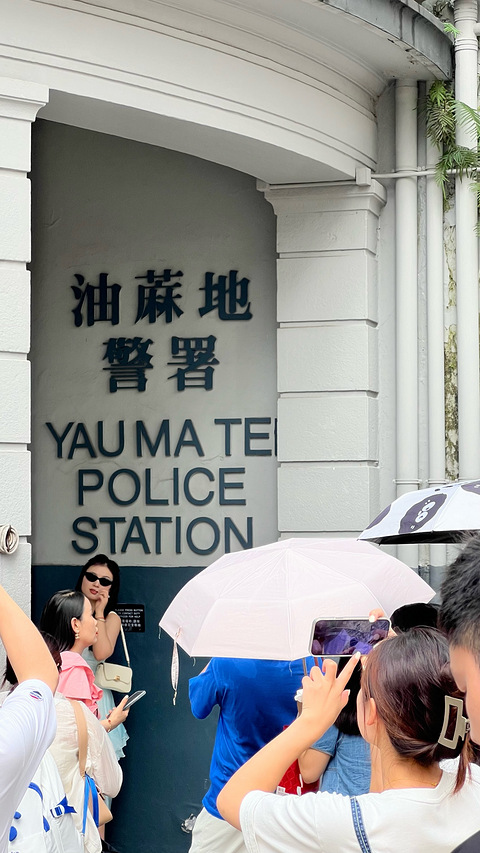 油蔴地
警署
YAU MA TEI
POLICE
STATION